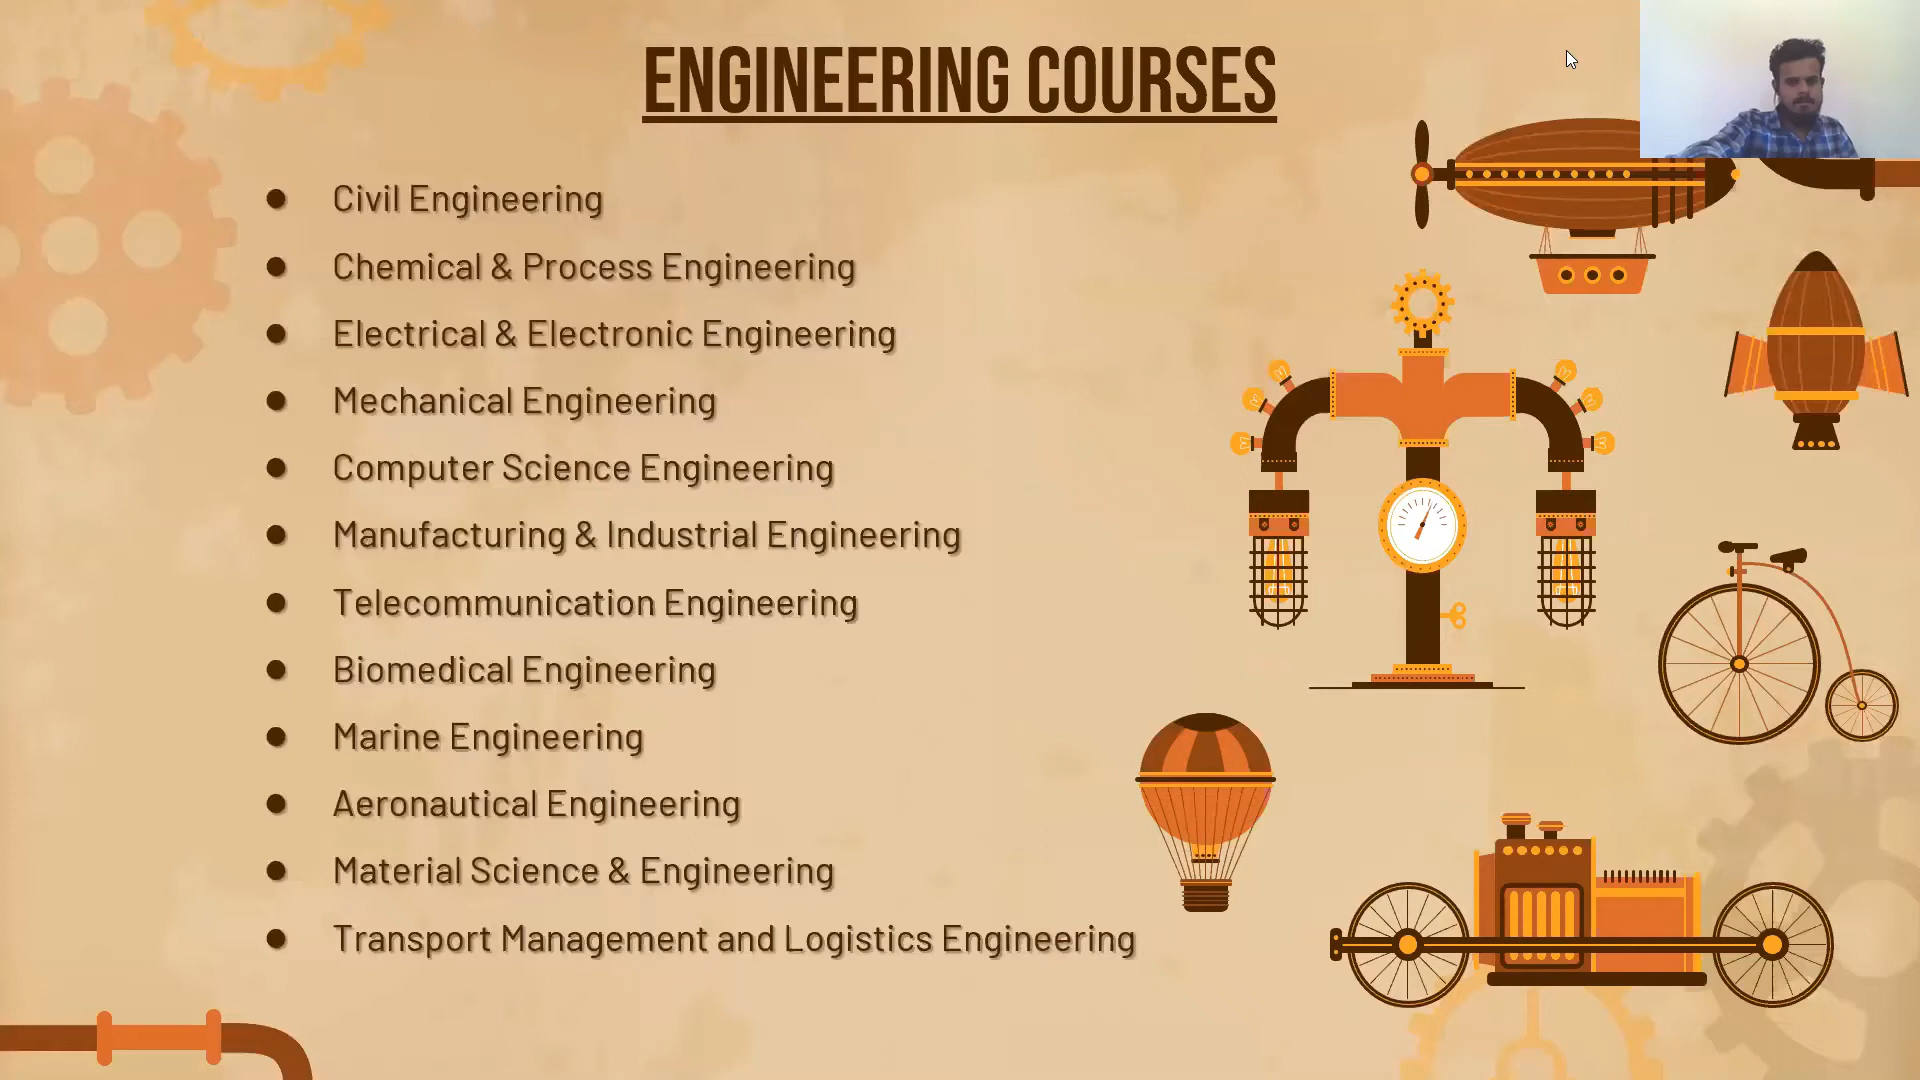 ENGINEERING COURSES
● Civil Engineering
● Chemical & Process Engineering
● Electrical & Electronic Engineering
● Mechanical Engineering
● Computer Science Engineering
● Manufacturing & Industrial Engineering
● Telecommunication Engineering
● Biomedical Engineering
● Marine Engineering
● Aeronautical Engineering
● Material Science & Engineering
● Transport Management and Logistics Engineering